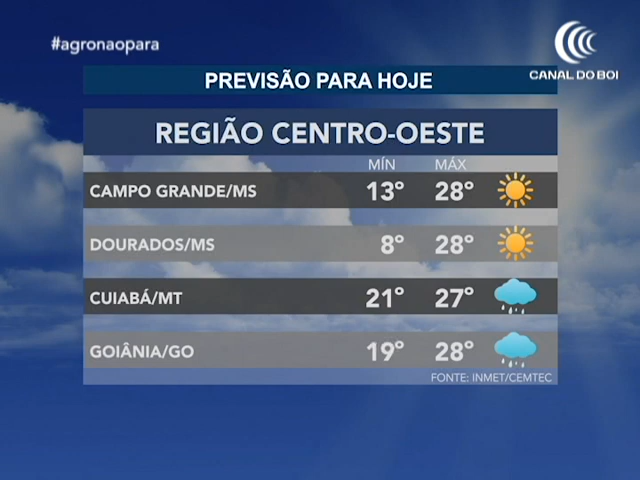 #agronaopara
CANAL DO BOI
PREVISÃO PARA HOJE
REGIÃO CENTRO-OESTE
MÍN MÁX
CAMPO GRANDE/MS 13° 28°
DOURADOS/MS 8° 28°
CUIABÁ/MT 21° 27°
GOIÂNIA/GO 19° 28°
FONTE: INMET/CEMTEC